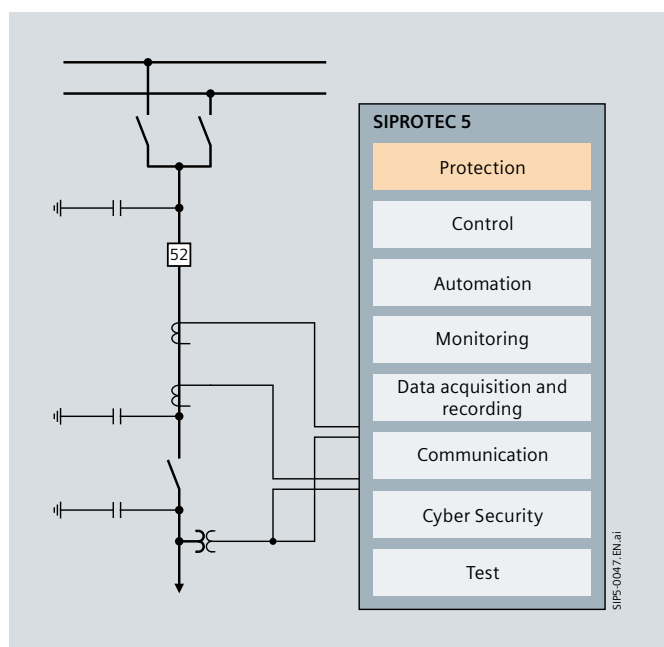 SIPROTEC 5
Protection
Control
52
Automation
Monitoring
Data acquisition and
recording
Communication
Cyber Security
Test
SIP5-0047.EN.ai